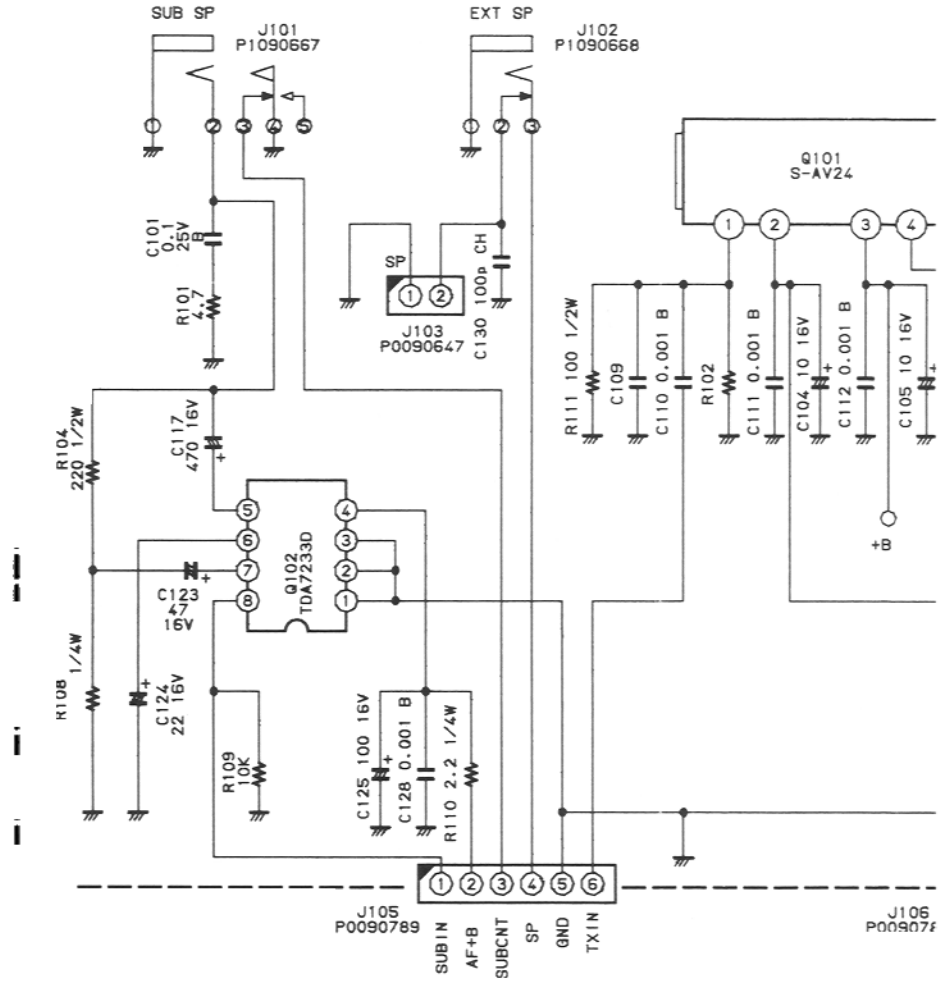 SUB SP
J101
P1090667
1
2
3
4
5
EXT SP
J102
P1090668
1
2
3
Q101
S-AV24
1
2
3
4
C101
0.1
25V
B
R101
4.7
SP
1
2
J103
P0090647
C130 100p CH
R111 100 1/2W
C109
C110 0.001 B
R102
C111 0.001 B
C104 10 16V
+
C112 0.001 B
C105 10 16V
+
+B
R104
220 1/2W
C117
470 16V
+
5
6
7
8
4
3
2
1
Q102
TDA7233D
C123
47
16V
+
R108
1/4W
C124
22 16V
+
R109
10K
C125 100 16V
+
C128 0.001 B
R110 2.2 1/4W
1
2
3
4
5
6
J105
P0090789
SUBIN
AF+B
SUBCNT
SP
GND
TXIN
J106